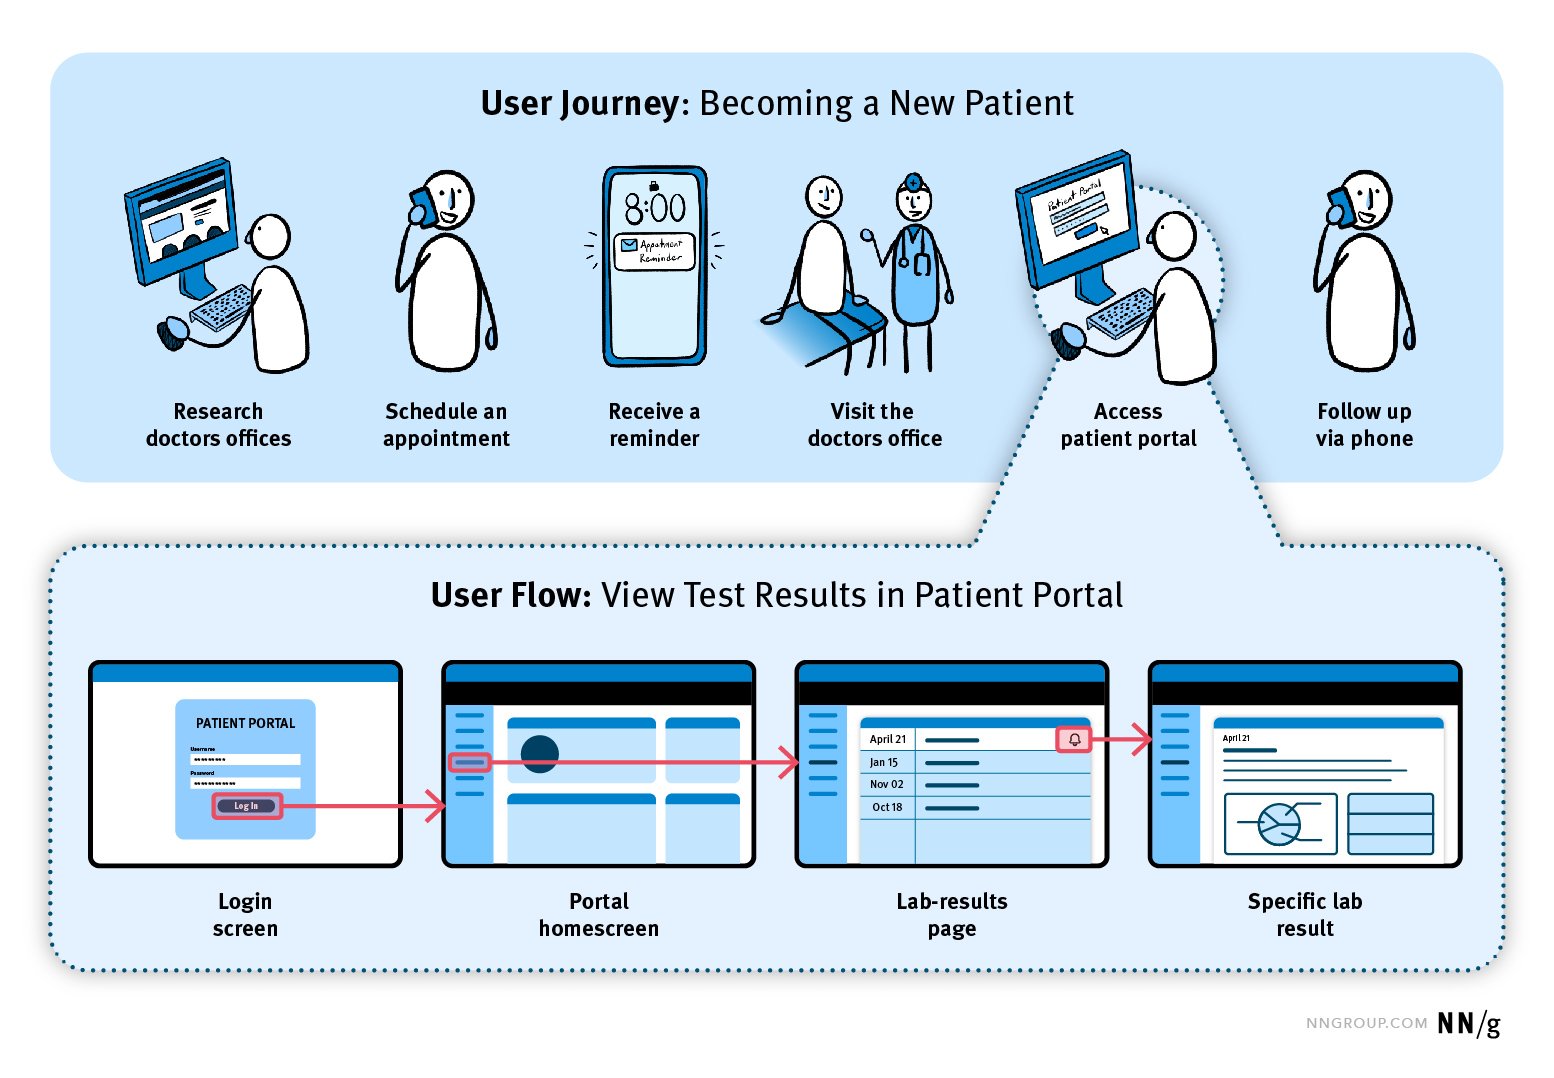 User Journey: Becoming a New Patient
Patient Portal
8:00
Appointment
Reminder
Research
doctors offices
Schedule an
appointment
Receive a
reminder
Visit the
doctors office
Access
patient portal
Follow up
via phone
User Flow: View Test Results in Patient Portal
PATIENT PORTAL
Username
*********
Password
************
Log In
April 21
Jan 15
Nov 02
Oct 18
April 21
Login
screen
Portal
homescreen
Lab-results
page
Specific lab
result
NNGROUP.COM NN/g